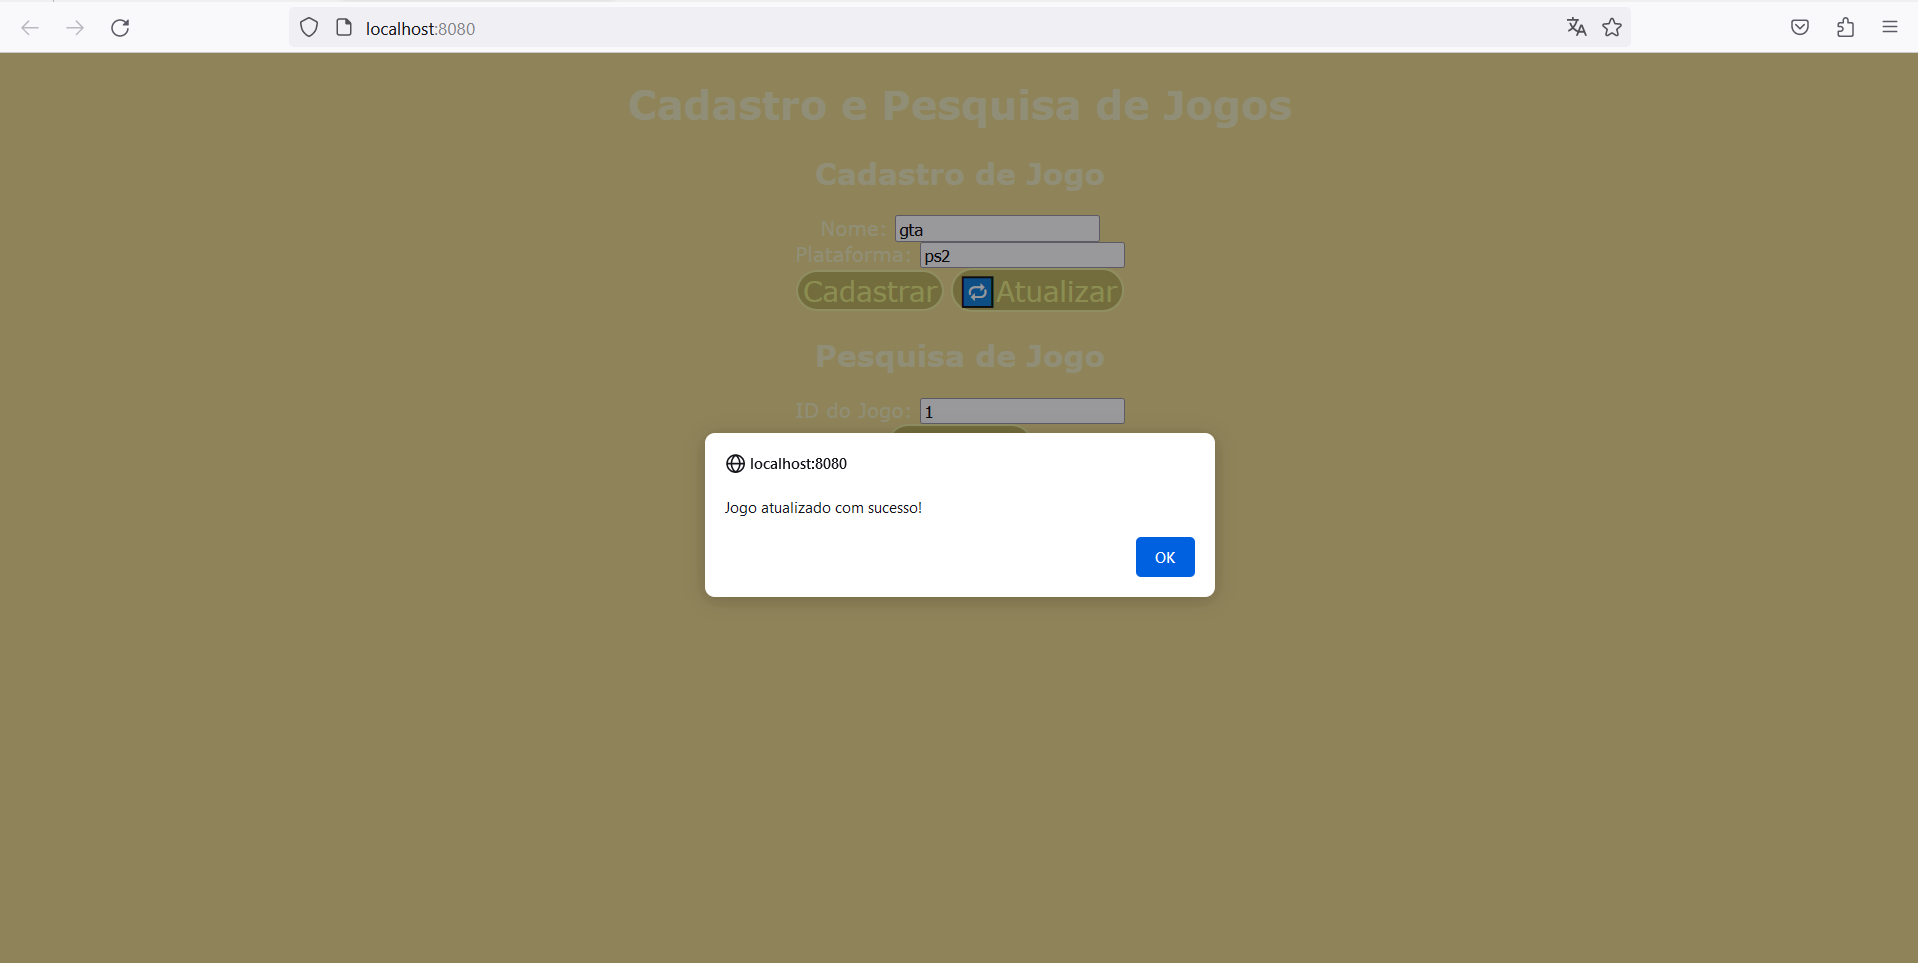 localhost:8080
Cadastro e Pesquisa de Jogos
Cadastro de Jogo
Nome: gta
Plataforma: ps2
Cadastrar Atualizar
Pesquisa de Jogo
ID do Jogo: 1
localhost:8080
Jogo atualizado com sucesso!
OK